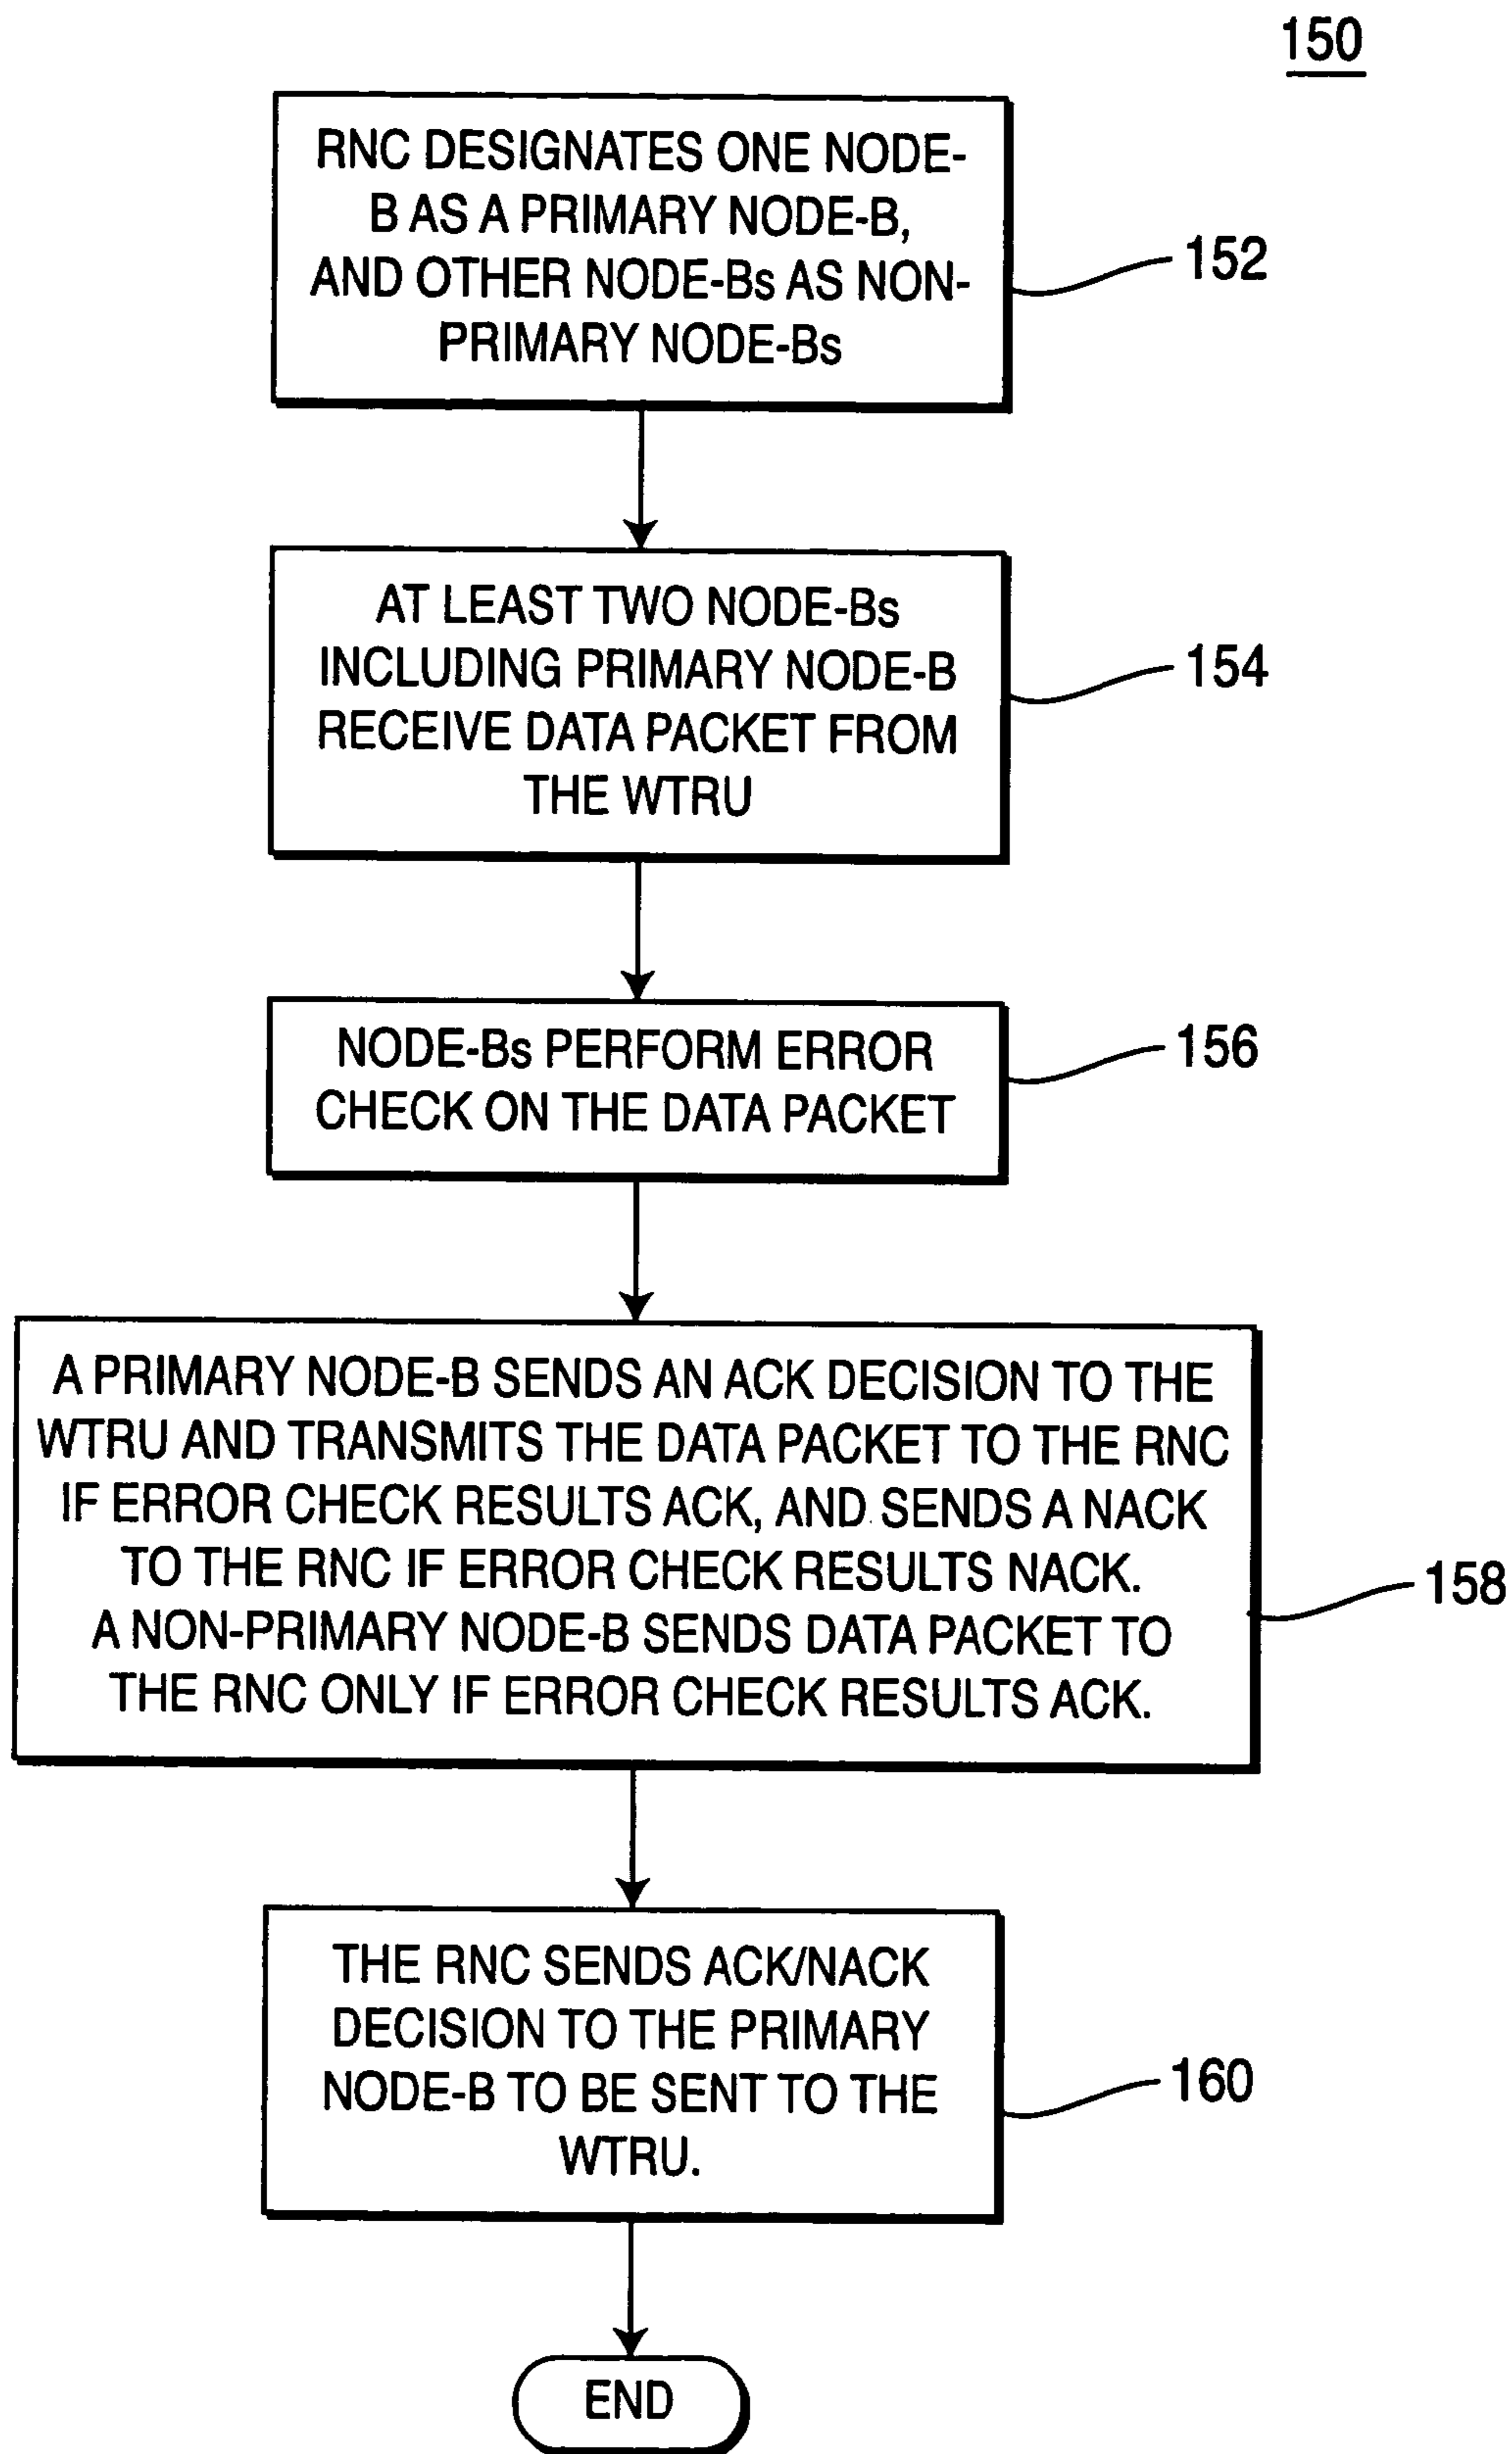 150
RNC DESIGNATES ONE NODE-
B AS A PRIMARY NODE-B,
AND OTHER NODE-Bs AS NON-
PRIMARY NODE-Bs
152
AT LEAST TWO NODE-Bs
INCLUDING PRIMARY NODE-B
RECEIVE DATA PACKET FROM
THE WTRU
154
NODE-Bs PERFORM ERROR
CHECK ON THE DATA PACKET
156
A PRIMARY NODE-B SENDS AN ACK DECISION TO THE
WTRU AND TRANSMITS THE DATA PACKET TO THE RNC
IF ERROR CHECK RESULTS ACK, AND SENDS A NACK
TO THE RNC IF ERROR CHECK RESULTS NACK.
A NON-PRIMARY NODE-B SENDS DATA PACKET TO
THE RNC ONLY IF ERROR CHECK RESULTS ACK.
158
THE RNC SENDS ACK/NACK
DECISION TO THE PRIMARY
NODE-B TO BE SENT TO THE
WTRU.
160
END